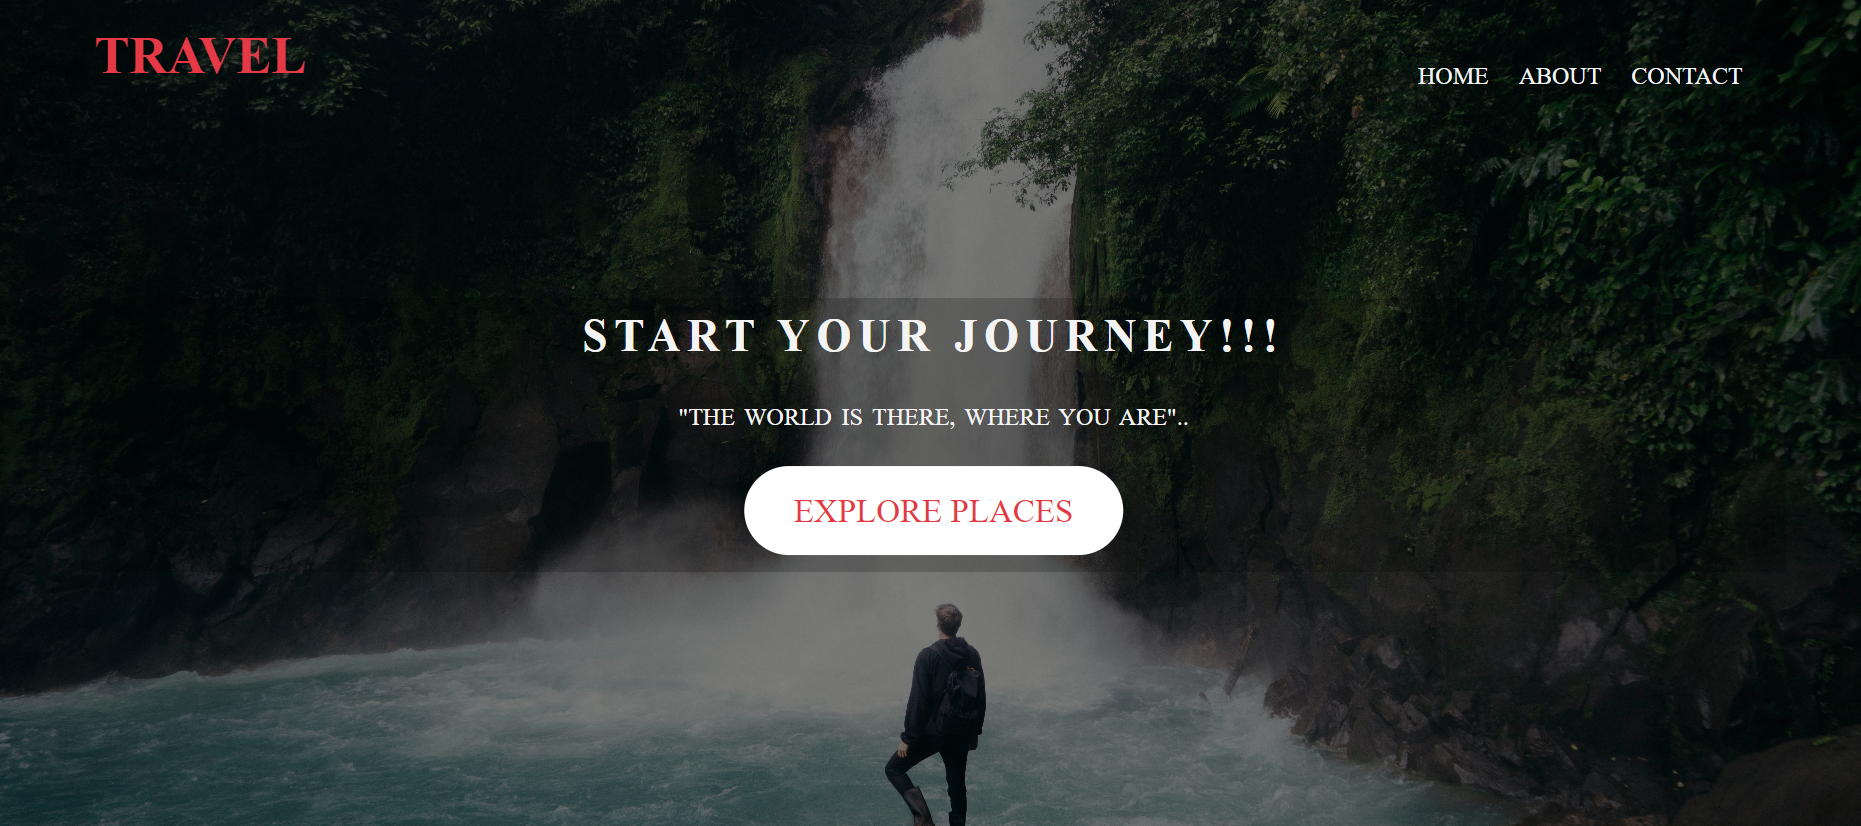 TRAVEL
HOME ABOUT CONTACT
START YOUR JOURNEY!!!
"THE WORLD IS THERE, WHERE YOU ARE"..
EXPLORE PLACES